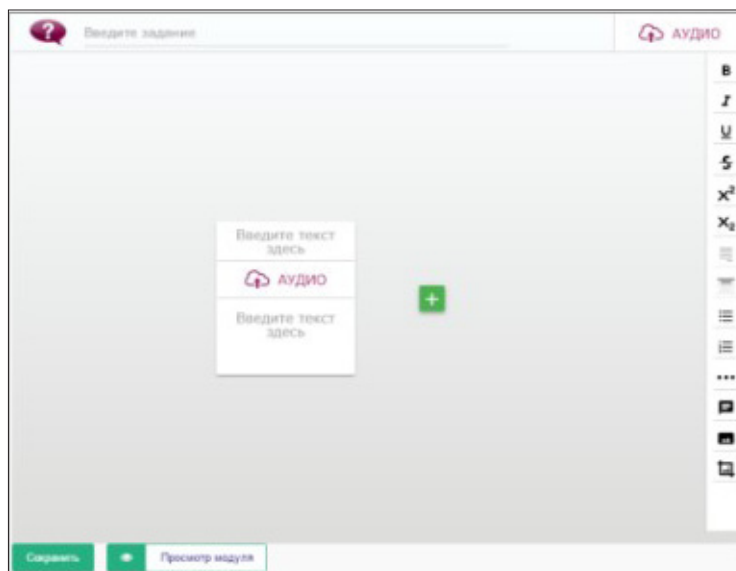 ?
Введите задание
АУДИО
B
I
U
S
X²
X₂
Введите текст
здесь
АУДИО
Введите текст
здесь
Сохранить
Просмотр модуля